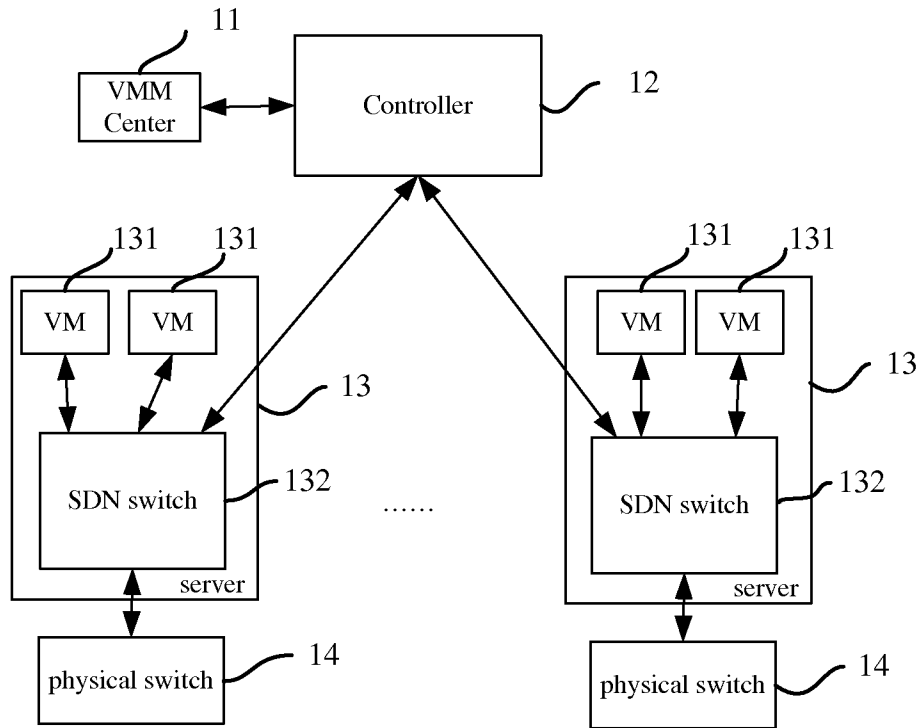 11
VMM
Center
Controller
12
131
131
131
131
VM
VM
VM
VM
13
13
SDN switch
132
......
SDN switch
132
server
server
physical switch
14
physical switch
14